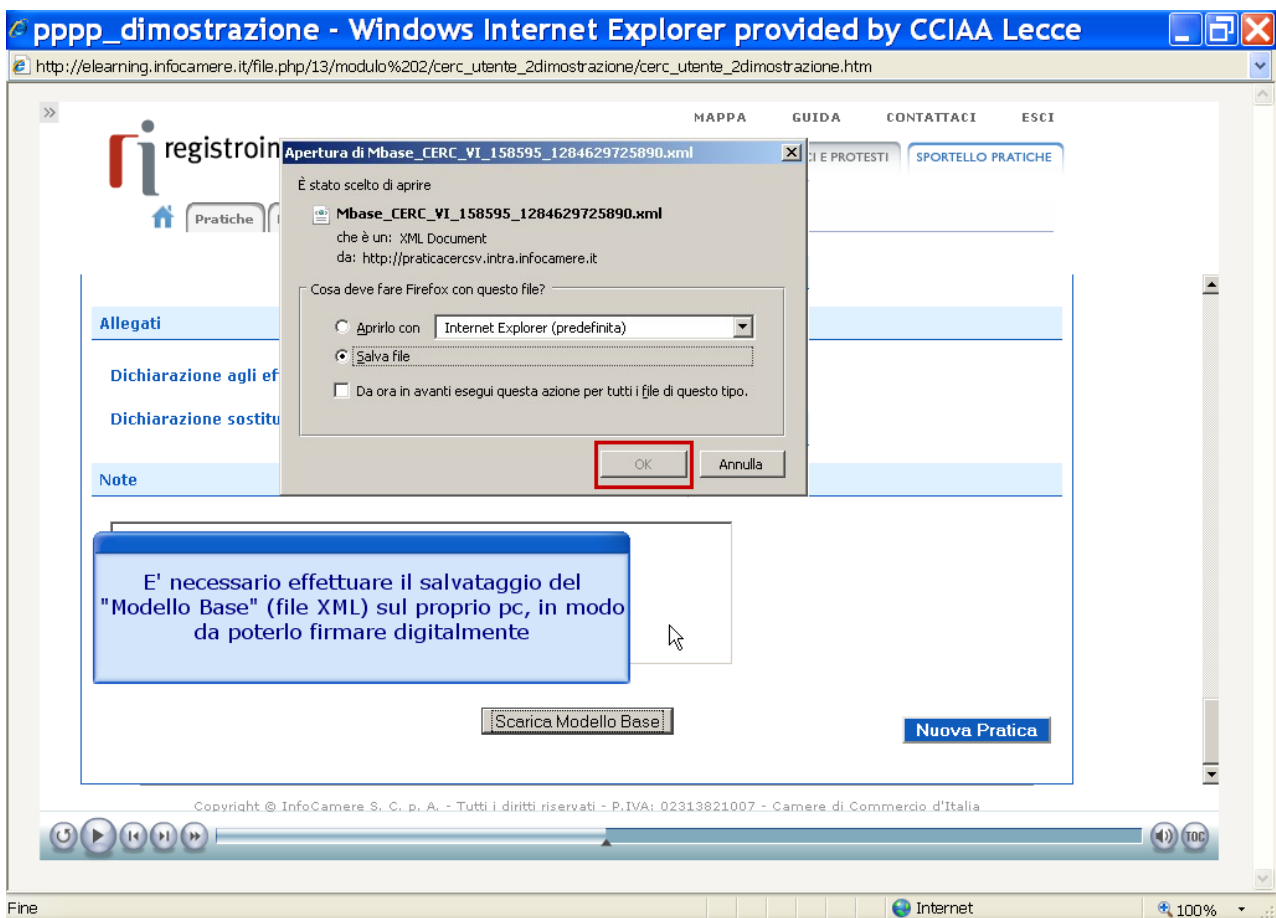 pppp_dimostrazione - Windows Internet Explorer provided by CCIAA Lecce
http://elearning.infocamere.it/file.php/13/modulo%202/cerc_utente_2dimostrazione/cerc_utente_2dimostrazione.htm
MAPPA GUIDA CONTATTACI ESCI
ri registroin
CI E PROTESTI SPORTELLO PRATICHE
Pratiche
Apertura di Mbase_CERC_VI_158595_1284629725890.xml
È stato scelto di aprire
Mbase_CERC_VI_158595_1284629725890.xml
che è un: XML Document
da: http://praticacercsv.intra.infocamere.it
Cosa deve fare Firefox con questo file?
Aprirlo con Internet Explorer (predefinita)
Salva file
Da ora in avanti esegui questa azione per tutti i file di questo tipo.
OK Annulla
Allegati
Dichiarazione agli ef
Dichiarazione sostitu
Note
E' necessario effettuare il salvataggio del
"Modello Base" (file XML) sul proprio pc, in modo
da poterlo firmare digitalmente
Scarica Modello Base
Nuova Pratica
Copyright © InfoCamere S. C. p. A. - Tutti i diritti riservati - P.IVA: 02313821007 - Camere di Commercio d'Italia
TOC
Fine Internet 100%